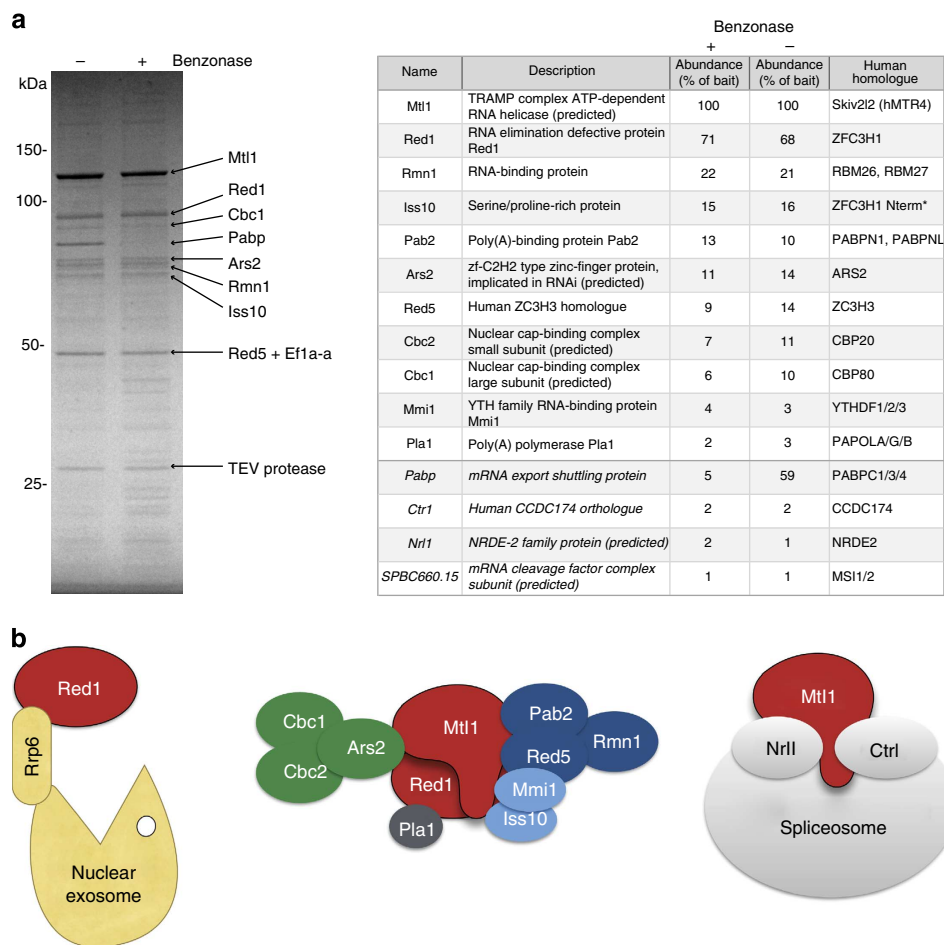 a
– + Benzonase
kDa
150-
100-
50-
25-
Mtl1
Red1
Cbc1
Pabp
Ars2
Rmn1
Iss10
Red5 + Ef1a-a
TEV protease
Benzonase
+ –
Name Description Abundance (% of bait) Abundance (% of bait) Human homologue
Mtl1 TRAMP complex ATP-dependent RNA helicase (predicted) 100 100 Skiv2l2 (hMTR4)
Red1 RNA elimination defective protein Red1 71 68 ZFC3H1
Rmn1 RNA-binding protein 22 21 RBM26, RBM27
Iss10 Serine/proline-rich protein 15 16 ZFC3H1 Nterm*
Pab2 Poly(A)-binding protein Pab2 13 10 PABPN1, PABPNL
Ars2 zf-C2H2 type zinc-finger protein, implicated in RNAi (predicted) 11 14 ARS2
Red5 Human ZC3H3 homologue 9 14 ZC3H3
Cbc2 Nuclear cap-binding complex small subunit (predicted) 7 11 CBP20
Cbc1 Nuclear cap-binding complex large subunit (predicted) 6 10 CBP80
Mmi1 YTH family RNA-binding protein Mmi1 4 3 YTHDF1/2/3
Pla1 Poly(A) polymerase Pla1 2 3 PAPOLA/G/B
Pabp mRNA export shuttling protein 5 59 PABPC1/3/4
Ctr1 Human CCDC174 orthologue 2 2 CCDC174
Nrl1 NRDE-2 family protein (predicted) 2 1 NRDE2
SPBC660.15 mRNA cleavage factor complex subunit (predicted) 1 1 MSI1/2
b
Red1
Rrp6
Nuclear
exosome
Cbc1
Cbc2
Ars2
Mtl1
Red1
Pla1
Pab2
Red5
Rmn1
Mmi1
Iss10
Mtl1
Nrll
Ctrl
Spliceosome